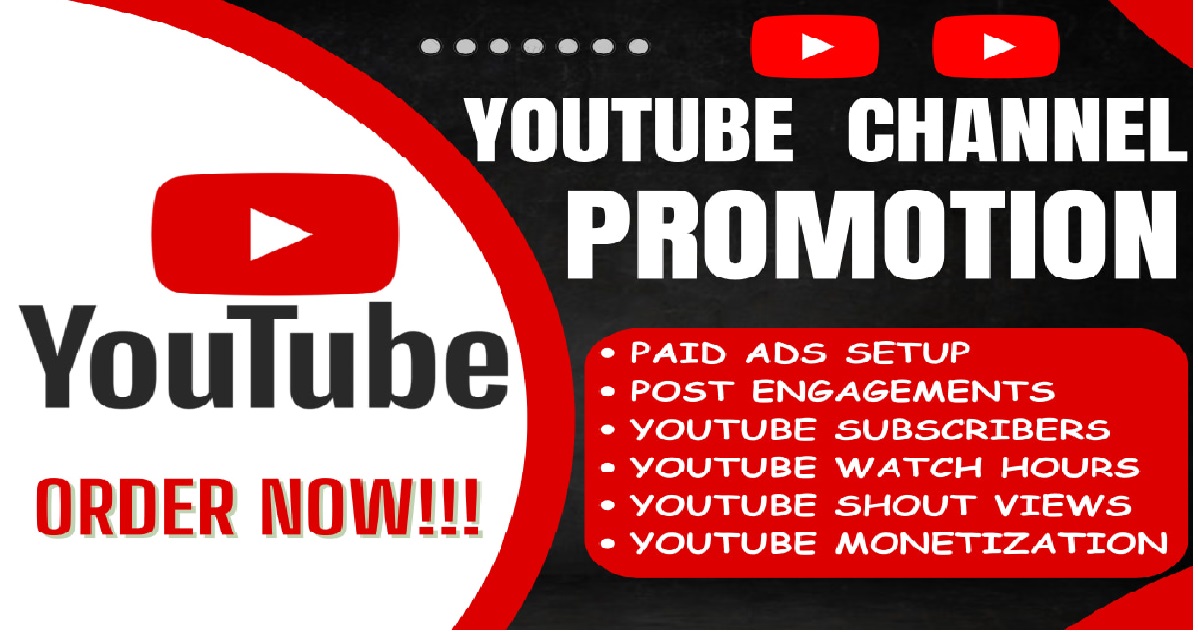 YouTube
ORDER NOW!!!
YOUTUBE CHANNEL
PROMOTION
• PAID ADS SETUP
• POST ENGAGEMENTS
• YOUTUBE SUBSCRIBERS
• YOUTUBE WATCH HOURS
• YOUTUBE SHOUT VIEWS
• YOUTUBE MONETIZATION